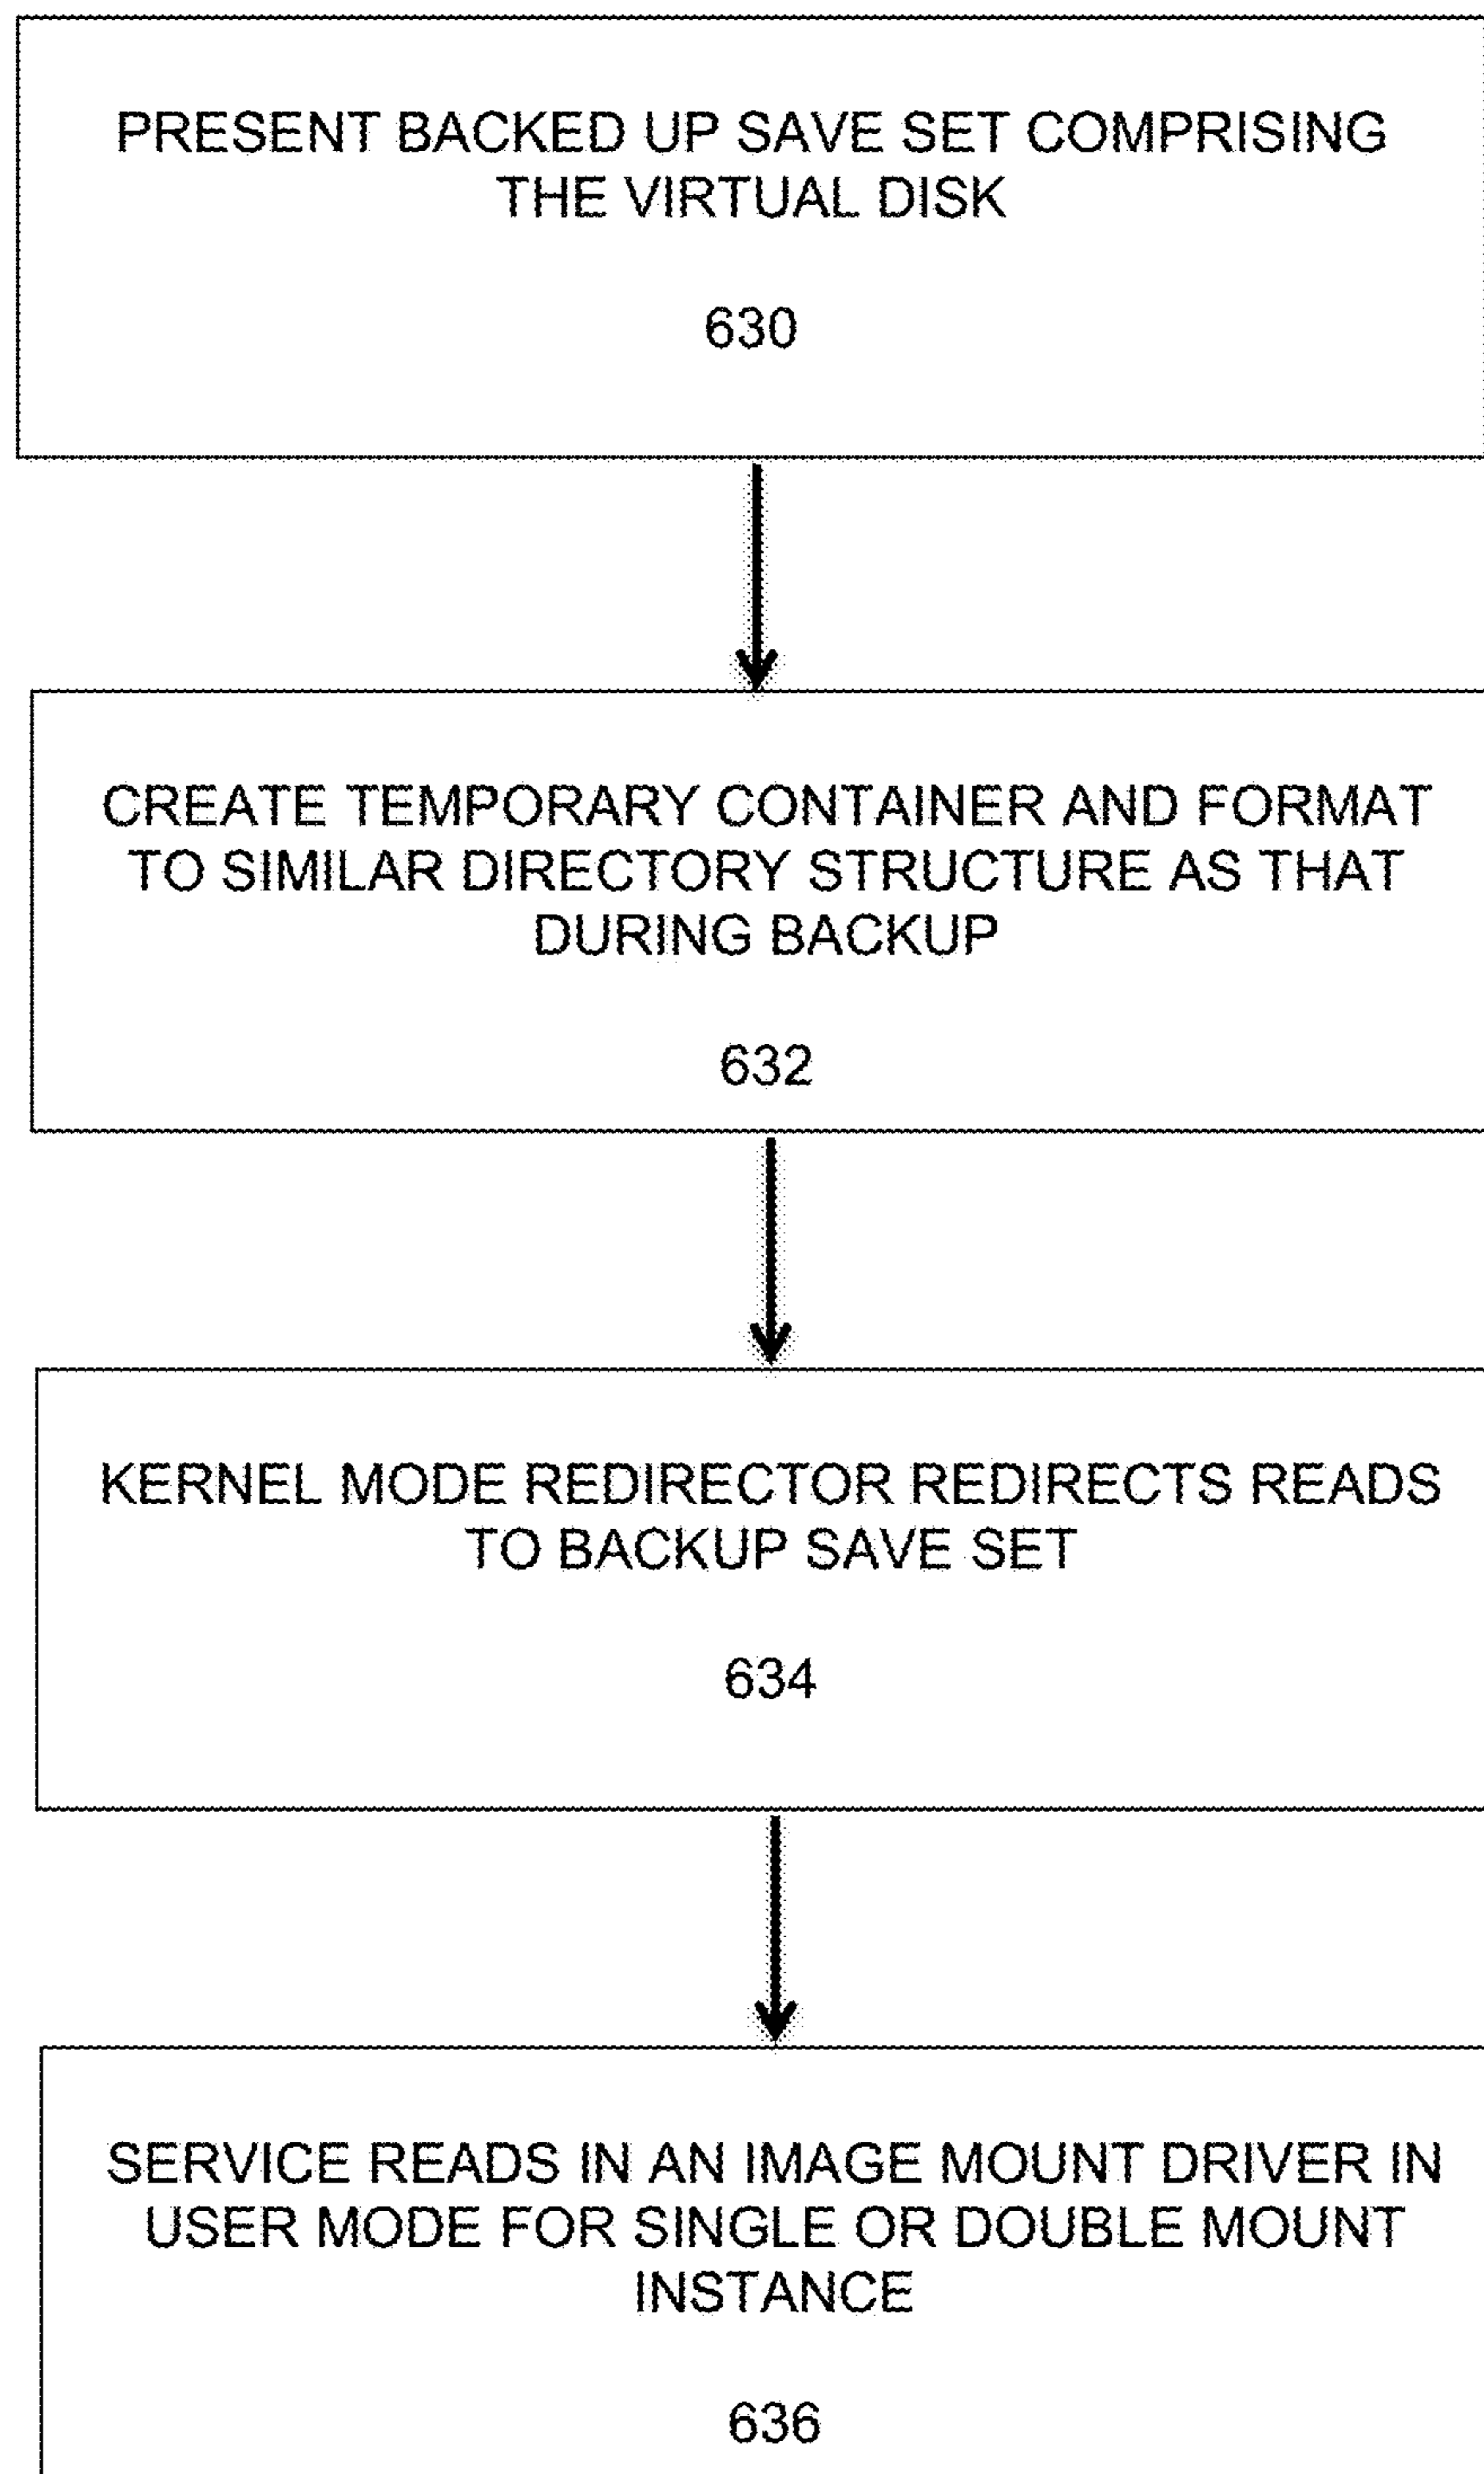 PRESENT BACKED UP SAVE SET COMPRISING
THE VIRTUAL DISK
630
CREATE TEMPORARY CONTAINER AND FORMAT
TO SIMILAR DIRECTORY STRUCTURE AS THAT
DURING BACKUP
632
KERNEL MODE REDIRECTOR REDIRECTS READS
TO BACKUP SAVE SET
634
SERVICE READS IN AN IMAGE MOUNT DRIVER IN
USER MODE FOR SINGLE OR DOUBLE MOUNT
INSTANCE
636